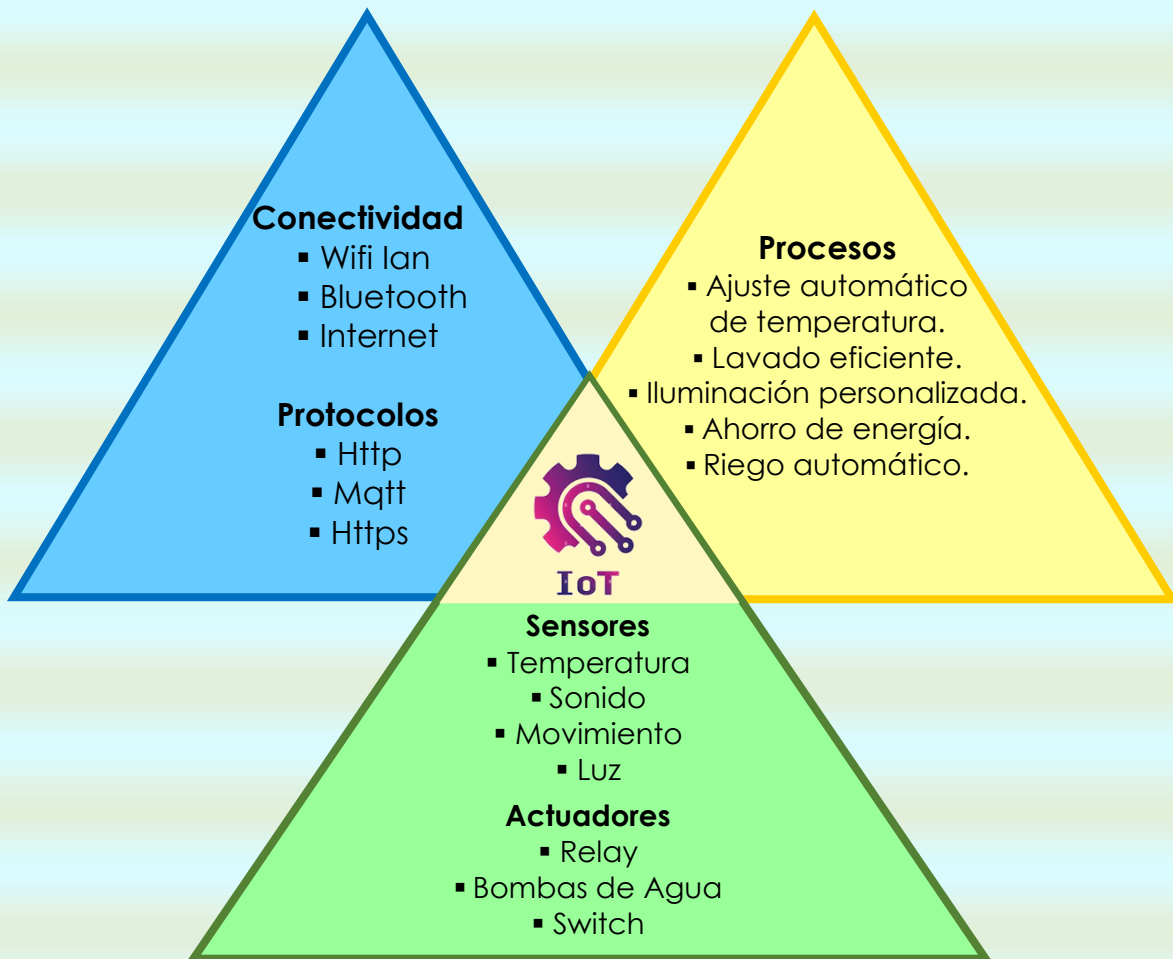 Conectividad
▪ Wifi lan
▪ Bluetooth
▪ Internet
Protocolos
▪ Http
▪ Mqtt
▪ Https
Procesos
▪ Ajuste automático
de temperatura.
▪ Lavado eficiente.
▪ Iluminación personalizada.
▪ Ahorro de energía.
▪ Riego automático.
IoT
Sensores
▪ Temperatura
▪ Sonido
▪ Movimiento
▪ Luz
Actuadores
▪ Relay
▪ Bombas de Agua
▪ Switch